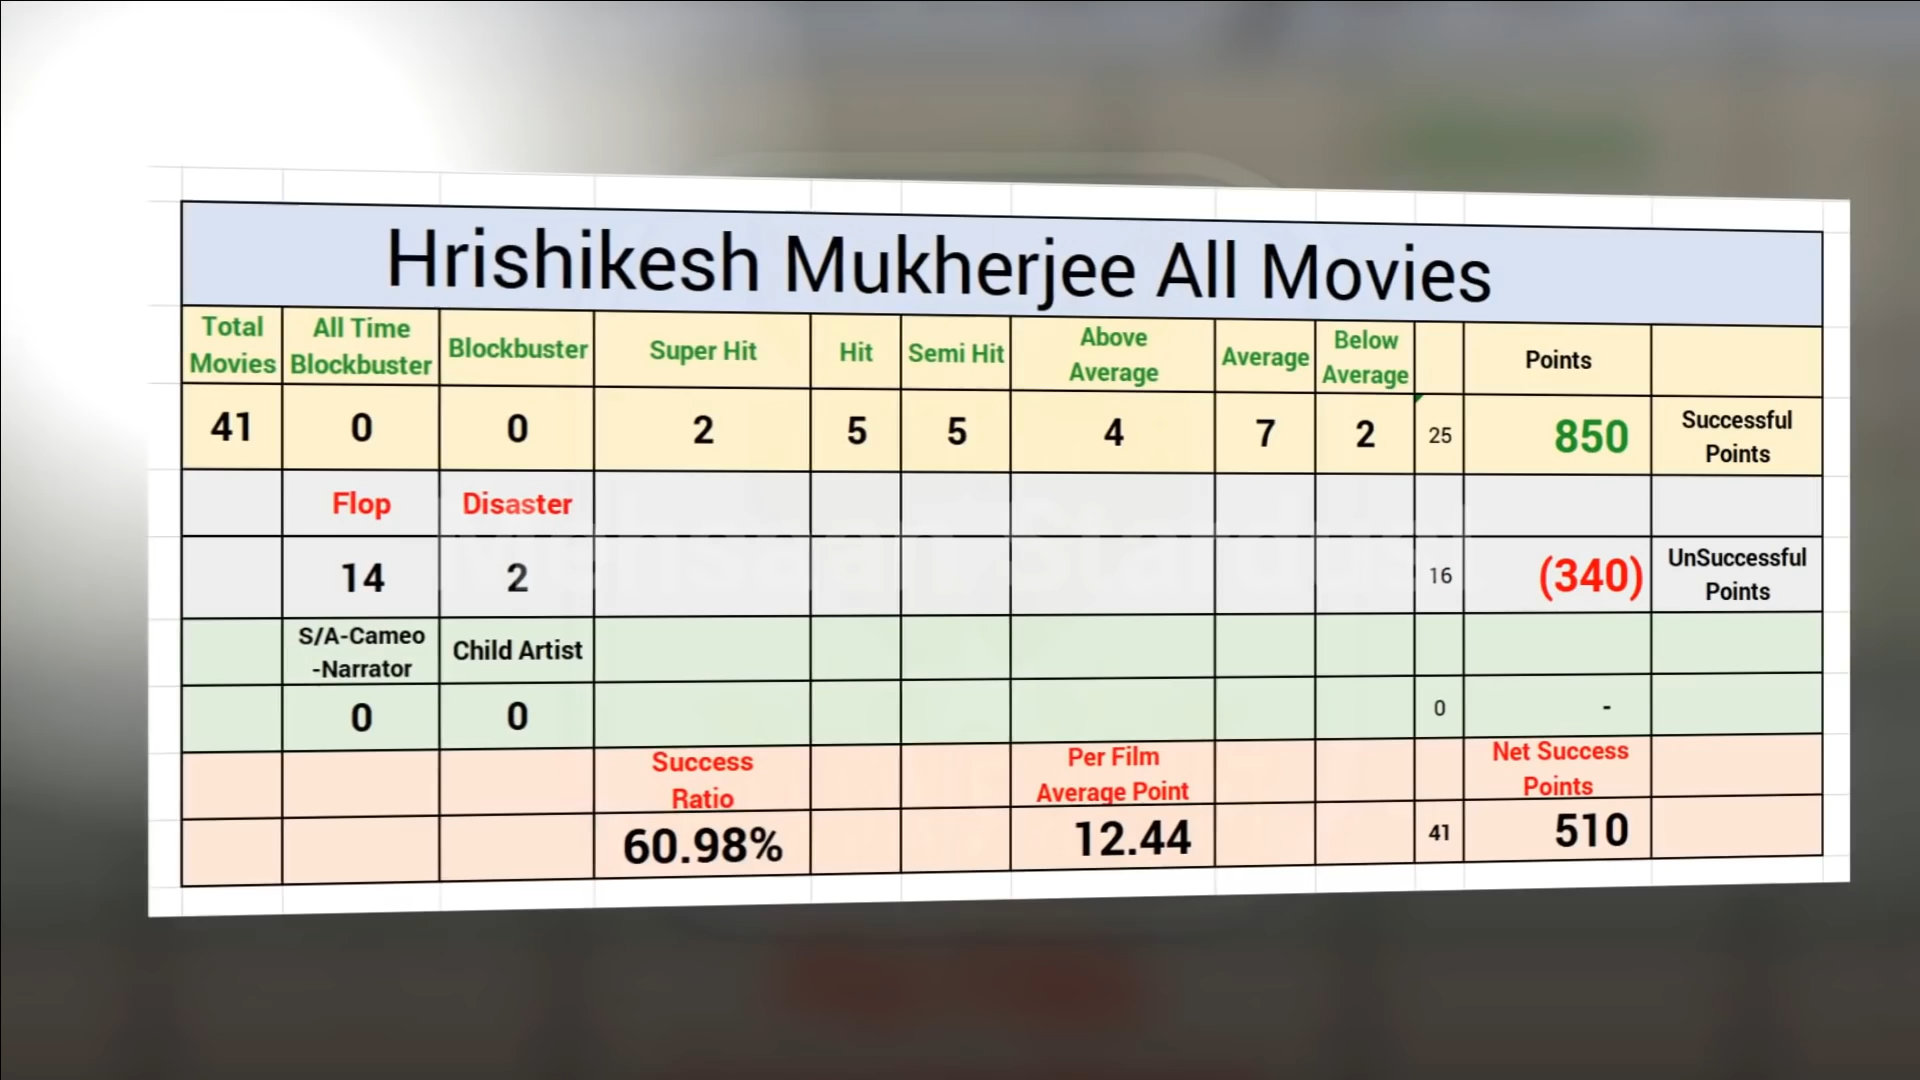 Hrishikesh Mukherjee All Movies
Total Movies All Time Blockbuster Blockbuster Super Hit Hit Semi Hit Above Average Average Below Average Points
41 0 0 2 5 5 4 7 2 25 850 Successful Points
Flop Disaster
14 2 16 (340) UnSuccessful Points
S/A-Cameo -Narrator Child Artist
0 0 0 -
Success Ratio Per Film Average Point Net Success Points
60.98% 12.44 41 510